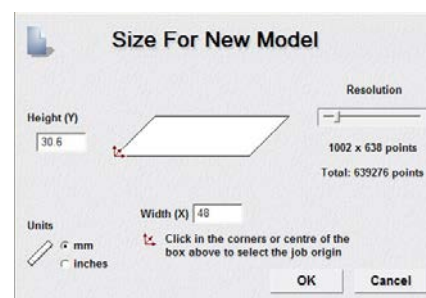 Size For New Model
Resolution
Height (Y)
30.6
1002 x 638 points
Total: 639276 points
Width (X) 48
Units
mm
inches
Click in the corners or centre of the
box above to select the job origin
OK
Cancel